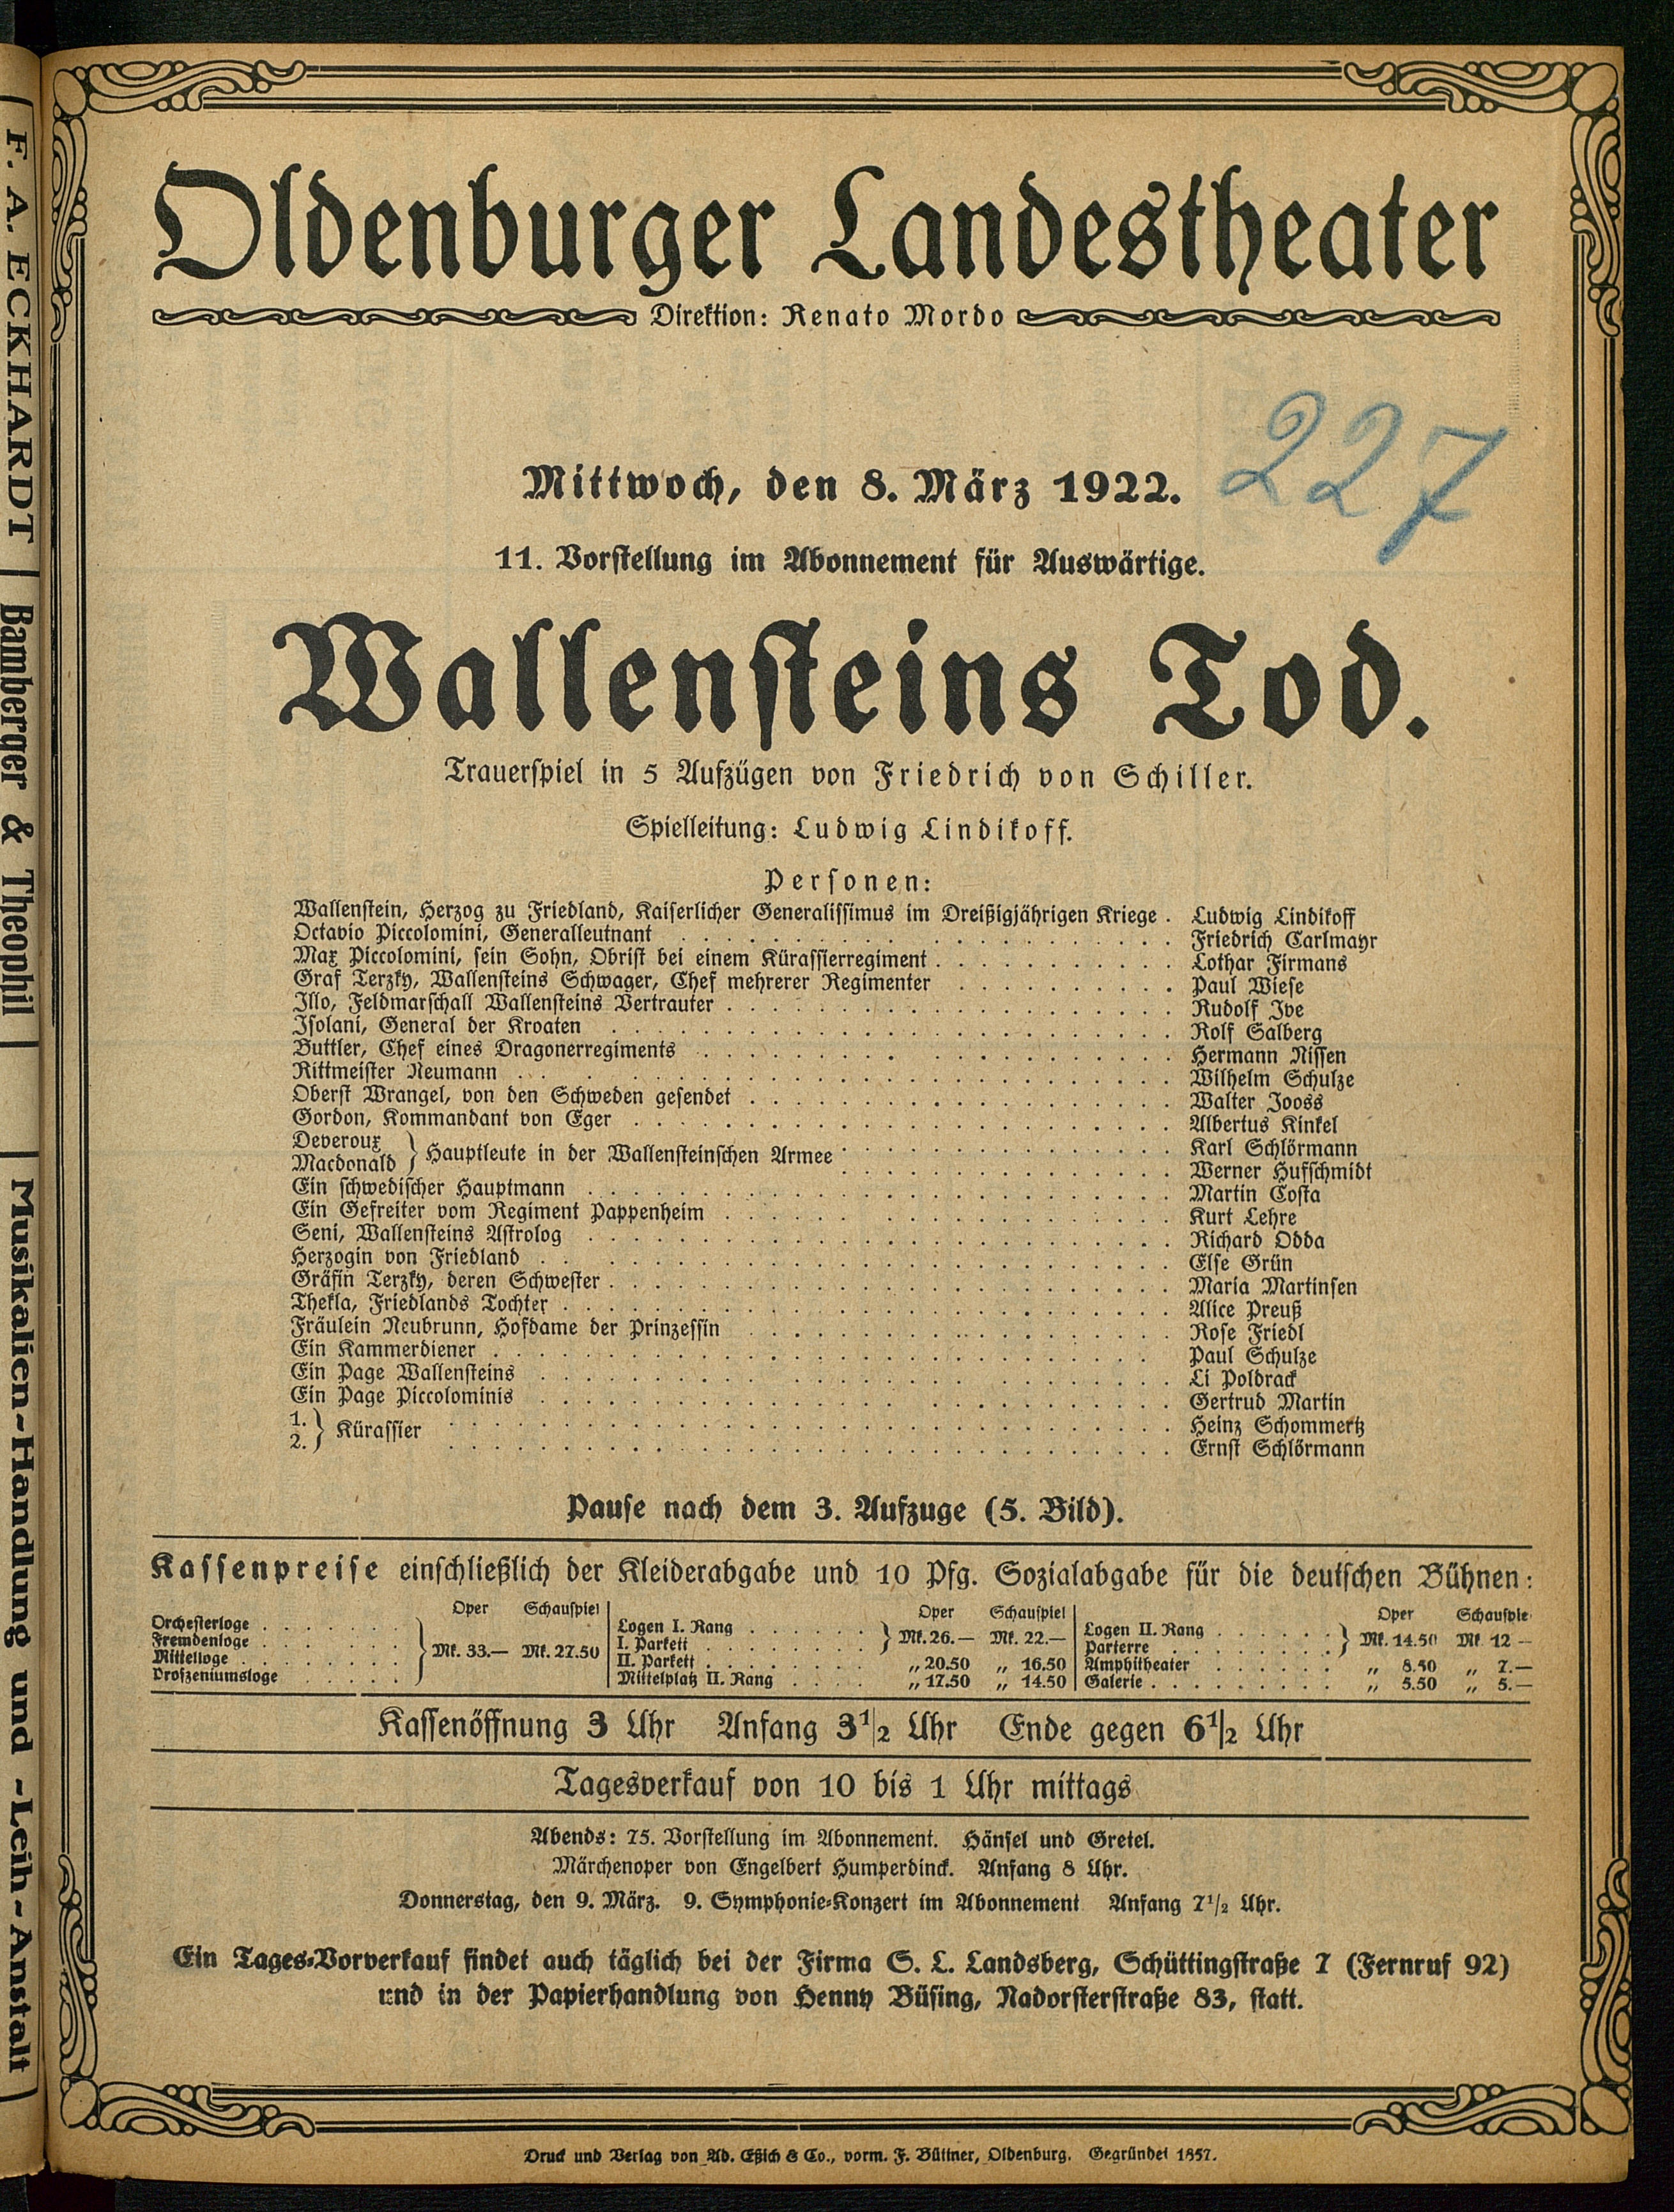 Oldenburger Landestheater
Direktion: Renato Mordo
227
Mittwoch, den 8. März 1922.
11. Vorstellung im Abonnement für Auswärtige.
Wallensteins Tod.
Trauerspiel in 5 Aufzügen von Friedrich von Schiller.
Spielleitung: Ludwig Lindikoff.
Personen:
Wallenstein, Herzog zu Friedland, Kaiserlicher Generalissimus im Dreißigjährigen Kriege . Ludwig Lindikoff
Octavio Piccolomini, Generalleutnant . . . Friedrich Carlmayr
Max Piccolomini, sein Sohn, Obrist bei einem Kürassierregiment . . . Lothar Firmans
Graf Terzky, Wallensteins Schwager, Chef mehrerer Regimenter . . . Paul Wiese
Illo, Feldmarschall Wallensteins Vertrauter . . . Rudolf Ive
Isolani, General der Kroaten . . . Rolf Salberg
Buttler, Chef eines Dragonerregiments . . . Hermann Nissen
Rittmeister Neumann . . . Wilhelm Schulze
Oberst Wrangel, von den Schweden gesendet . . . Walter Jooss
Gordon, Kommandant von Eger . . . Albertus Kinkel
Deveroux } Hauptleute in der Wallensteinschen Armee . . . Karl Schlörmann
Macdonald } . . . Werner Hufschmidt
Ein schwedischer Hauptmann . . . Martin Costa
Ein Gefreiter vom Regiment Pappenheim . . . Kurt Lehre
Seni, Wallensteins Astrolog . . . Richard Odda
Herzogin von Friedland . . . Else Grün
Gräfin Terzky, deren Schwester . . . Maria Martinsen
Thekla, Friedlands Tochter . . . Alice Preuß
Fräulein Neubrunn, Hofdame der Prinzessin . . . Rose Friedl
Ein Kammerdiener . . . Paul Schulze
Ein Page Wallensteins . . . Li Poldrack
Ein Page Piccolominis . . . Gertrud Martin
1. } Kürassier . . . Heinz Schommertz
2. } . . . Ernst Schlörmann
Pause nach dem 3. Aufzuge (5. Bild).
Kassenpreise einschließlich der Kleiderabgabe und 10 Pfg. Sozialabgabe für die deutschen Bühnen:
Oper Schauspiel
Orchesterloge
Fremdenloge
Mittelloge
Proszeniumsloge
} Mk. 33.— Mk. 27.50
Oper Schauspiel
Logen I. Rang
I. Parkett
} Mk. 26.— Mk. 22.—
II. Parkett „ 20.50 „ 16.50
Mittelplatz II. Rang „ 17.50 „ 14.50
Oper Schauspie
Logen II. Rang
Parterre
} Mk. 14.50 Mk 12 —
Amphitheater „ 8.50 „ 7.—
Galerie „ 5.50 „ 5.—
Kassenöffnung 3 Uhr Anfang 3½ Uhr Ende gegen 6½ Uhr
Tagesverkauf von 10 bis 1 Uhr mittags
Abends: 75. Vorstellung im Abonnement. Hänsel und Gretel.
Märchenoper von Engelbert Humperdinck. Anfang 8 Uhr.
Donnerstag, den 9. März. 9. Symphonie-Konzert im Abonnement Anfang 7½ Uhr.
Ein Tages-Vorverkauf findet auch täglich bei der Firma S. L. Landsberg, Schüttingstraße 7 (Fernruf 92)
und in der Papierhandlung von Henny Büsing, Nadorsterstraße 83, statt.
Druck und Verlag von Ad. Eßich & Co., vorm. F. Büttner, Oldenburg. Gegründet 1857.
F. A. ECKHARDT
Bamberger & Theophil
Musikalien-Handlung und -Leih-Anstalt